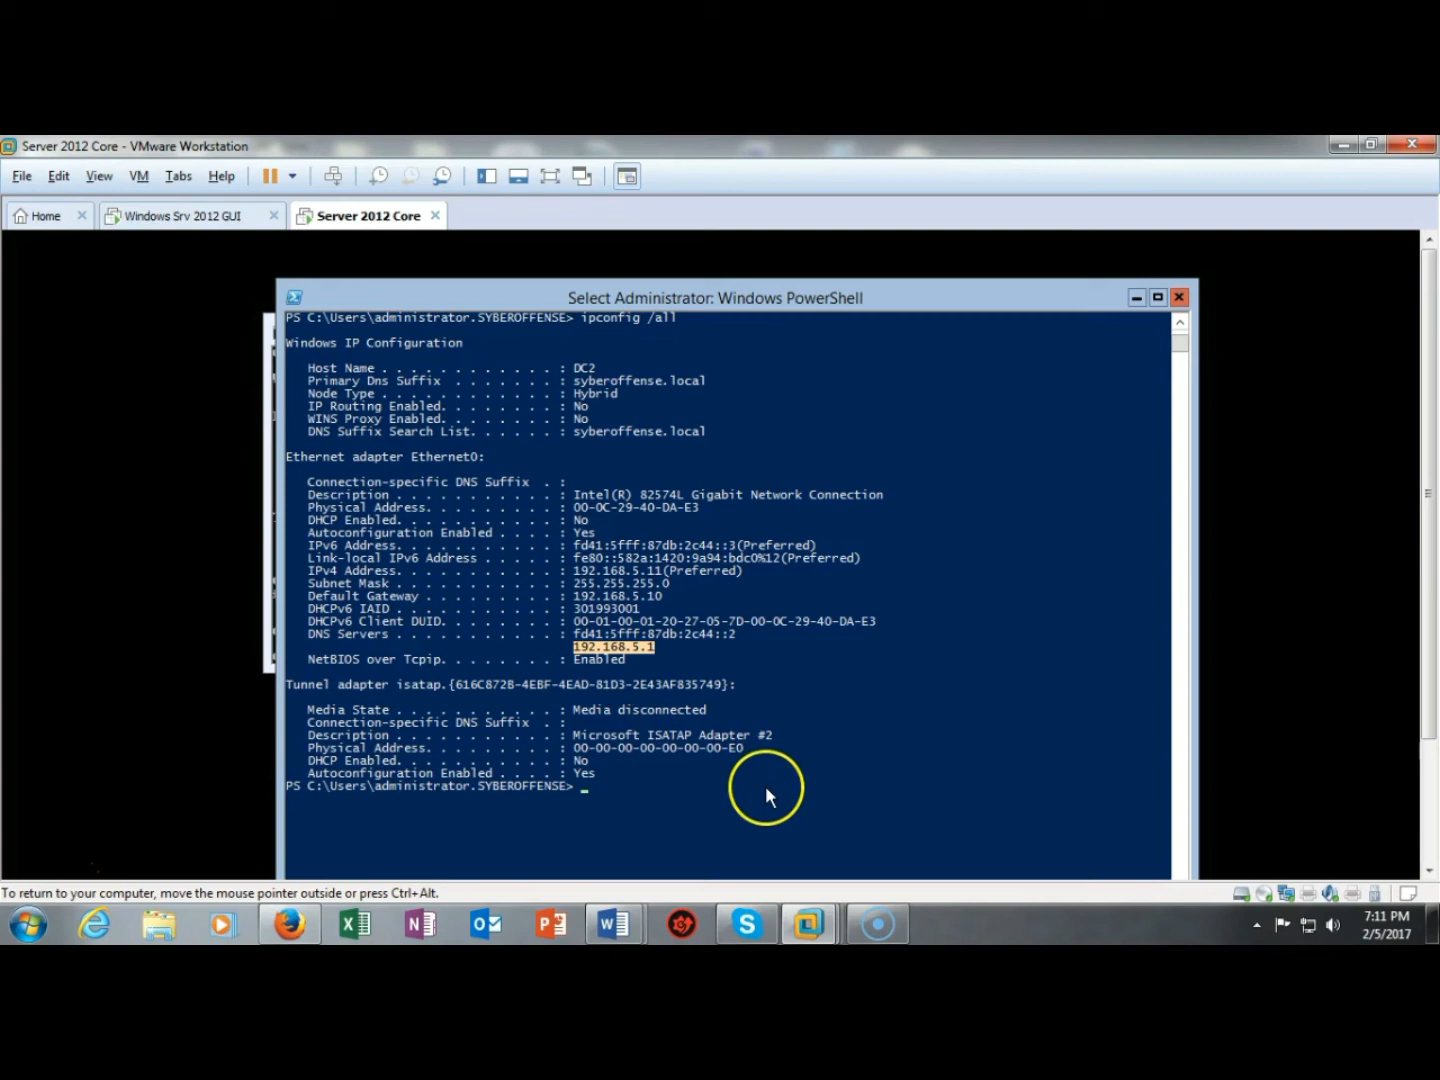 Server 2012 Core - VMware Workstation
File Edit View VM Tabs Help
Home Windows Srv 2012 GUI Server 2012 Core
Select Administrator: Windows PowerShell
PS C:\Users\administrator.SYBEROFFENSE> ipconfig /all
Windows IP Configuration
Host Name . . . . . . . . . . . . : DC2
Primary Dns Suffix . . . . . . . : syberoffense.local
Node Type . . . . . . . . . . . . : Hybrid
IP Routing Enabled. . . . . . . . : No
WINS Proxy Enabled. . . . . . . . : No
DNS Suffix Search List. . . . . . : syberoffense.local
Ethernet adapter Ethernet0:
Connection-specific DNS Suffix . :
Description . . . . . . . . . . . : Intel(R) 82574L Gigabit Network Connection
Physical Address. . . . . . . . . : 00-0C-29-40-DA-E3
DHCP Enabled. . . . . . . . . . . : No
Autoconfiguration Enabled . . . . : Yes
IPv6 Address. . . . . . . . . . . : fd41:5fff:87db:2c44::3(Preferred)
Link-local IPv6 Address . . . . . : fe80::582a:1420:9a94:bdc0%12(Preferred)
IPv4 Address. . . . . . . . . . . : 192.168.5.11(Preferred)
Subnet Mask . . . . . . . . . . . : 255.255.255.0
Default Gateway . . . . . . . . . : 192.168.5.10
DHCPv6 IAID . . . . . . . . . . . : 301993001
DHCPv6 Client DUID. . . . . . . . : 00-01-00-01-20-27-05-7D-00-0C-29-40-DA-E3
DNS Servers . . . . . . . . . . . : fd41:5fff:87db:2c44::2
192.168.5.1
NetBIOS over Tcpip. . . . . . . . : Enabled
Tunnel adapter isatap.{616C872B-4EBF-4EAD-81D3-2E43AF835749}:
Media State . . . . . . . . . . . : Media disconnected
Connection-specific DNS Suffix . :
Description . . . . . . . . . . . : Microsoft ISATAP Adapter #2
Physical Address. . . . . . . . . : 00-00-00-00-00-00-00-E0
DHCP Enabled. . . . . . . . . . . : No
Autoconfiguration Enabled . . . . : Yes
PS C:\Users\administrator.SYBEROFFENSE> _
To return to your computer, move the mouse pointer outside or press Ctrl+Alt.
7:11 PM
2/5/2017